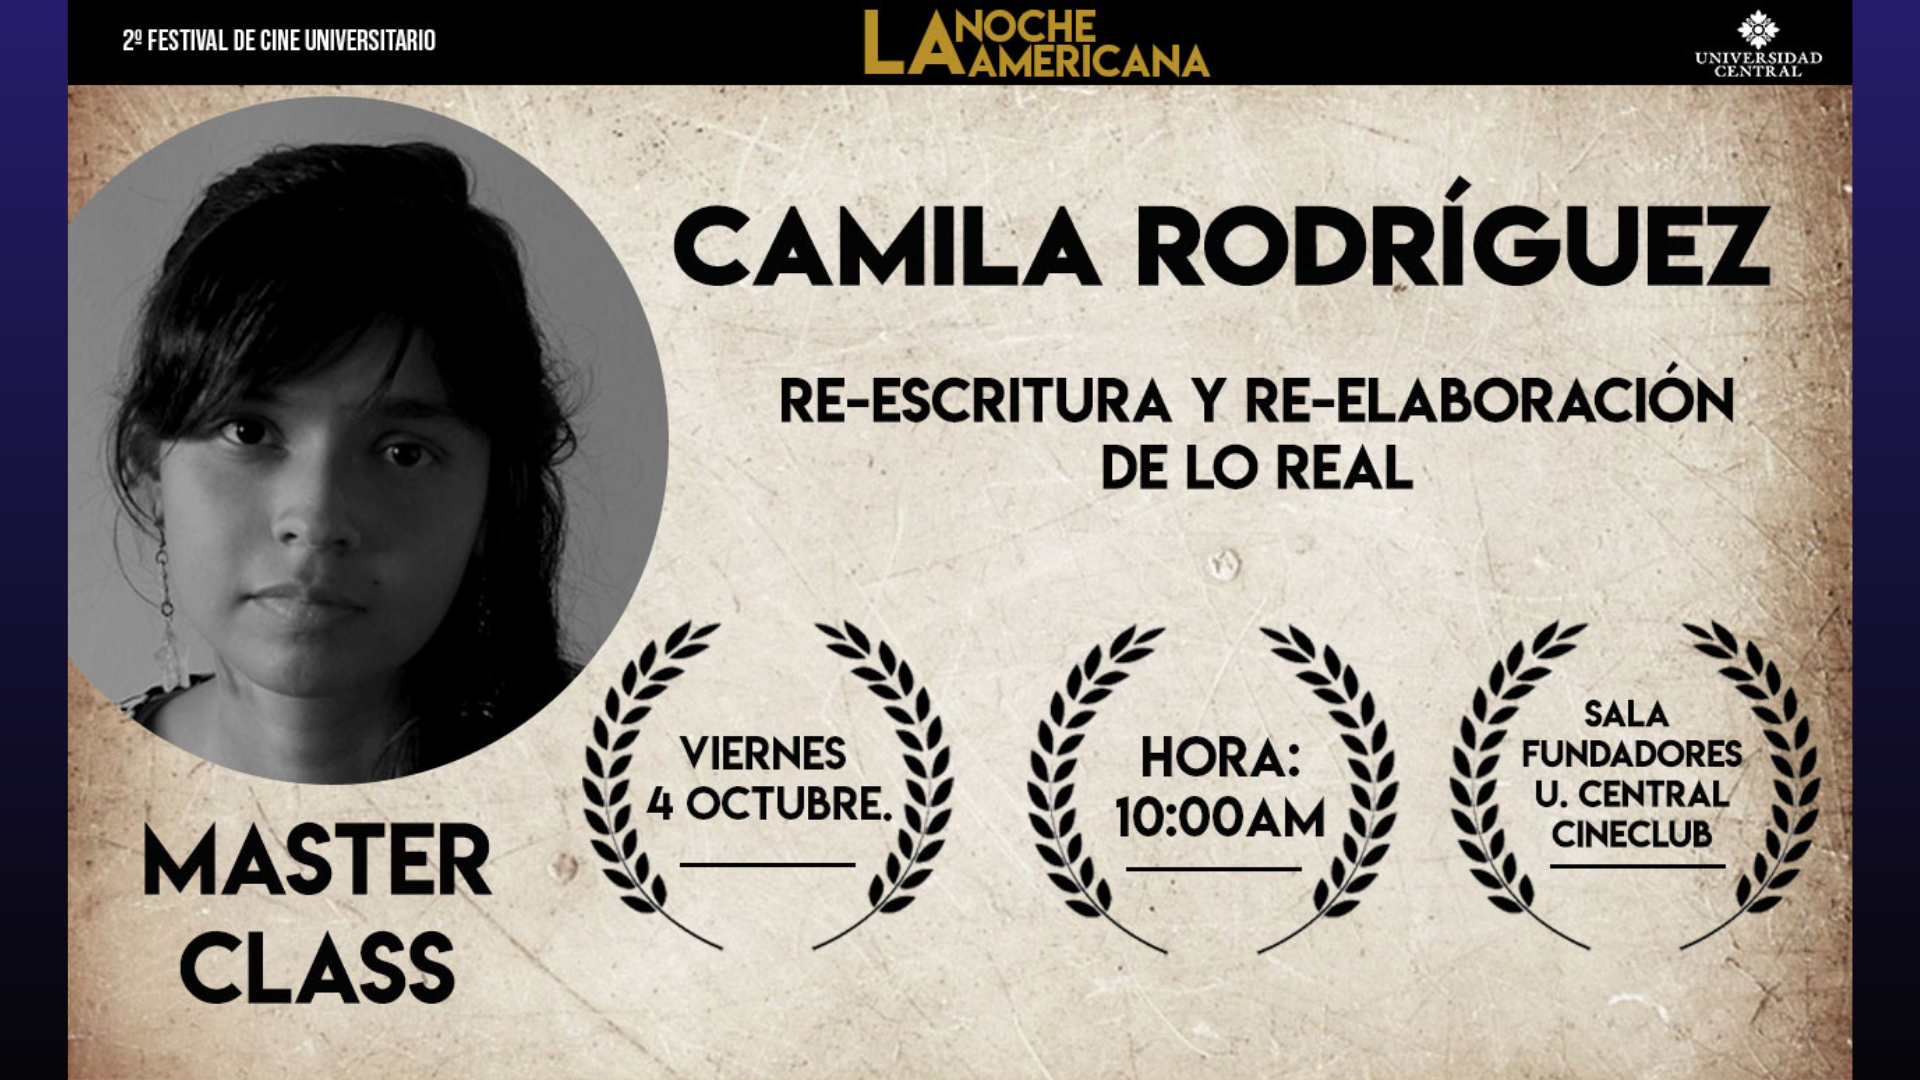 2º FESTIVAL DE CINE UNIVERSITARIO
LA NOCHE
AMERICANA
UNIVERSIDAD
CENTRAL
CAMILA RODRÍGUEZ
RE-ESCRITURA Y RE-ELABORACIÓN
DE LO REAL
VIERNES
4 OCTUBRE.
HORA:
10:00AM
SALA
FUNDADORES
U. CENTRAL
CINECLUB
MASTER
CLASS